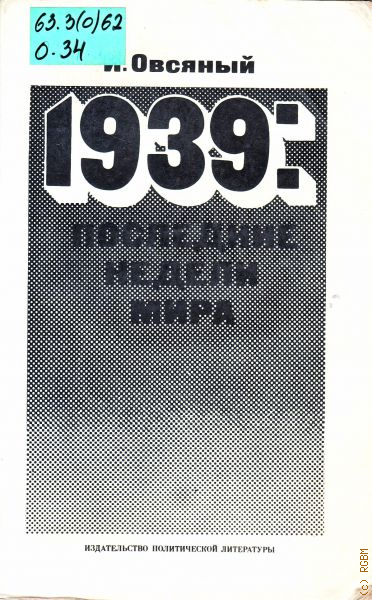 63.3(0)62
О-34
И. Овсяный
1939:
ПОСЛЕДНИЕ
НЕДЕЛИ
МИРА
ИЗДАТЕЛЬСТВО ПОЛИТИЧЕСКОЙ ЛИТЕРАТУРЫ
(c) RGBM